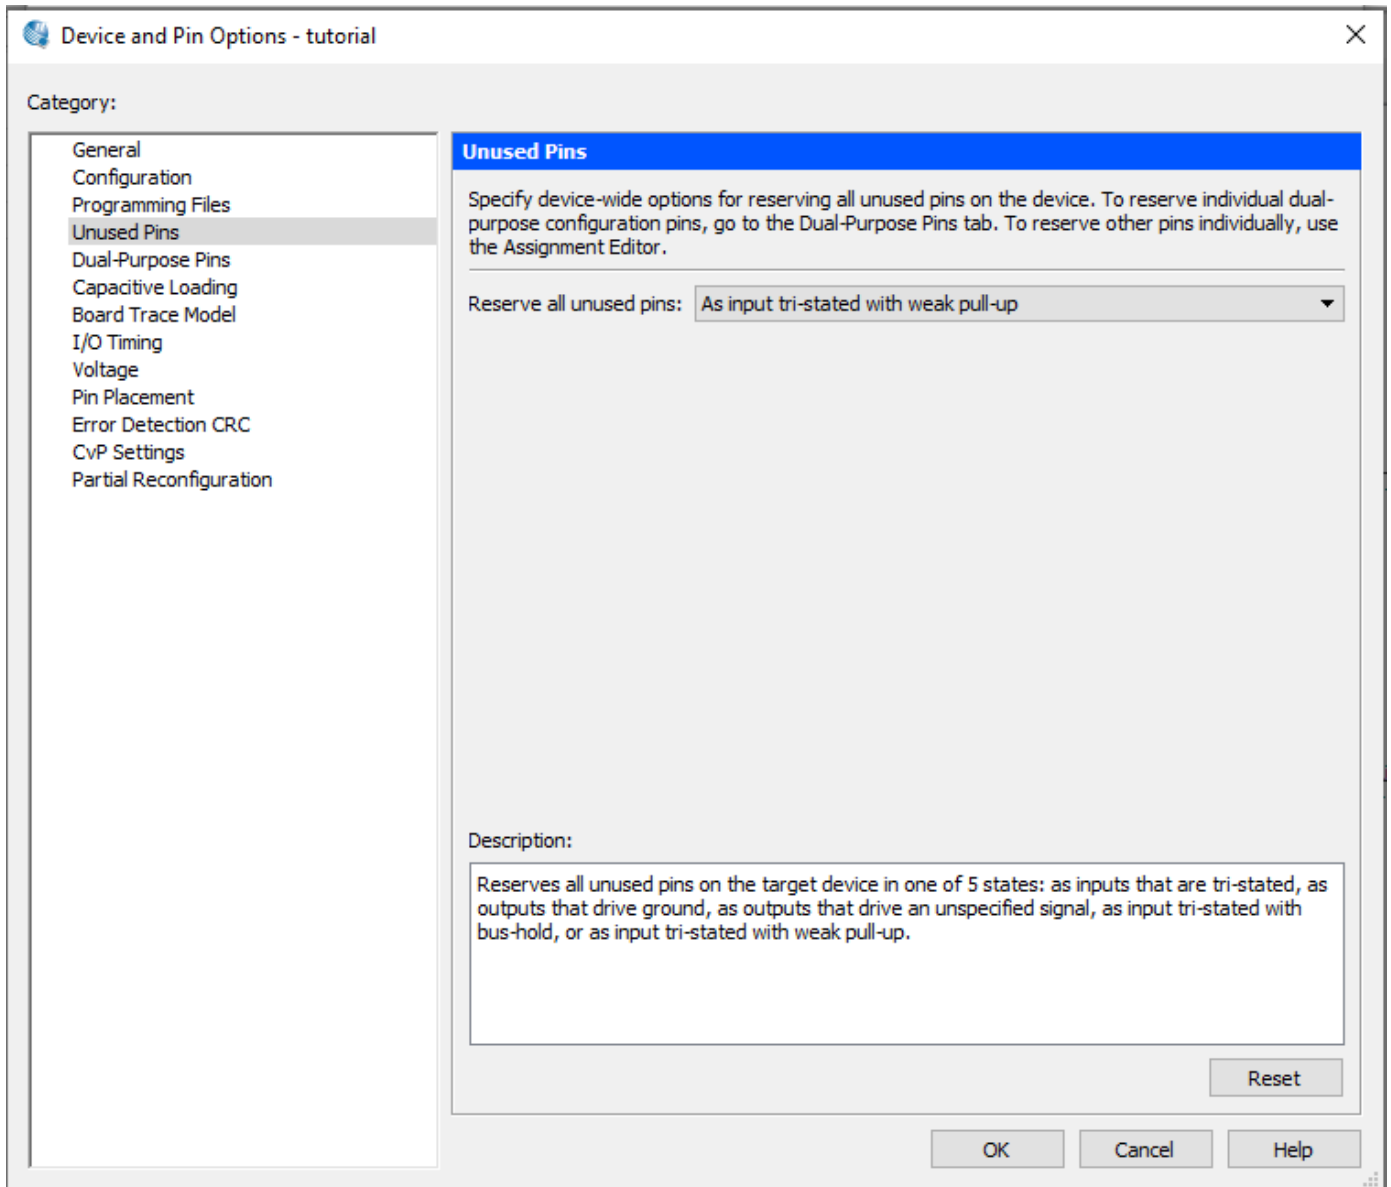 Device and Pin Options - tutorial
Category:
General
Configuration
Programming Files
Unused Pins
Dual-Purpose Pins
Capacitive Loading
Board Trace Model
I/O Timing
Voltage
Pin Placement
Error Detection CRC
CvP Settings
Partial Reconfiguration
Unused Pins
Specify device-wide options for reserving all unused pins on the device. To reserve individual dual-
purpose configuration pins, go to the Dual-Purpose Pins tab. To reserve other pins individually, use
the Assignment Editor.
Reserve all unused pins: As input tri-stated with weak pull-up
Description:
Reserves all unused pins on the target device in one of 5 states: as inputs that are tri-stated, as
outputs that drive ground, as outputs that drive an unspecified signal, as input tri-stated with
bus-hold, or as input tri-stated with weak pull-up.
Reset
OK Cancel Help